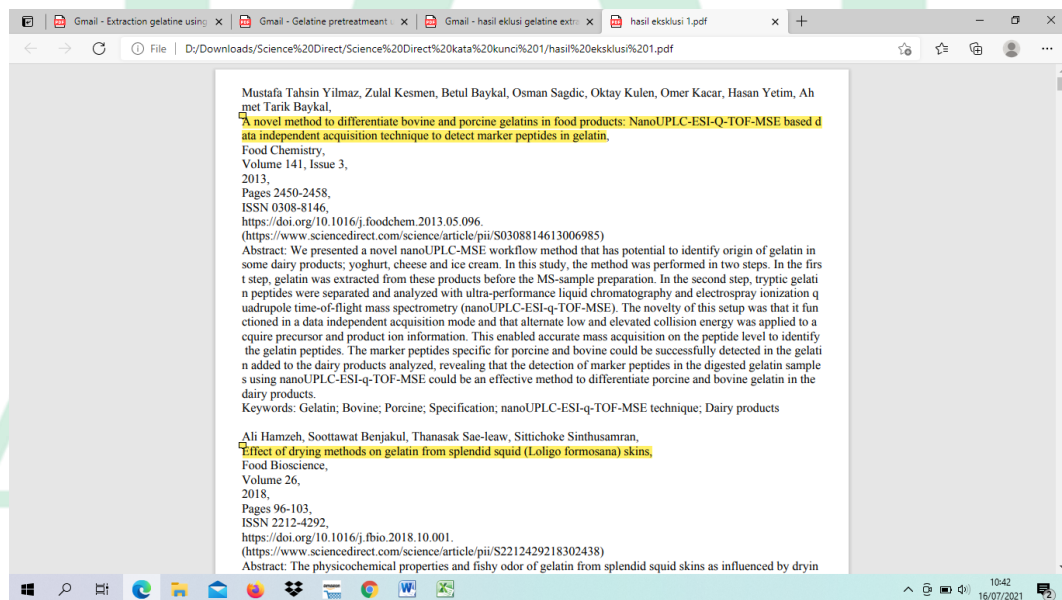 Gmail - Extraction gelatine using
Gmail - Gelatine pretreatmeant
Gmail - hasil eklusi gelatine extra
hasil eksklusi 1.pdf
File
D:/Downloads/Science%20Direct/Science%20Direct%20kata%20kunci%201/hasil%20eksklusi%201.pdf
Mustafa Tahsin Yilmaz, Zulal Kesmen, Betul Baykal, Osman Sagdic, Oktay Kulen, Omer Kacar, Hasan Yetim, Ah
met Tarik Baykal,
A novel method to differentiate bovine and porcine gelatins in food products: NanoUPLC-ESI-Q-TOF-MSE based d
ata independent acquisition technique to detect marker peptides in gelatin,
Food Chemistry,
Volume 141, Issue 3,
2013,
Pages 2450-2458,
ISSN 0308-8146,
https://doi.org/10.1016/j.foodchem.2013.05.096.
(https://www.sciencedirect.com/science/article/pii/S0308814613006985)
Abstract: We presented a novel nanoUPLC-MSE workflow method that has potential to identify origin of gelatin in
some dairy products; yoghurt, cheese and ice cream. In this study, the method was performed in two steps. In the firs
t step, gelatin was extracted from these products before the MS-sample preparation. In the second step, tryptic gelati
n peptides were separated and analyzed with ultra-performance liquid chromatography and electrospray ionization q
uadrupole time-of-flight mass spectrometry (nanoUPLC-ESI-q-TOF-MSE). The novelty of this setup was that it fun
ctioned in a data independent acquisition mode and that alternate low and elevated collision energy was applied to a
cquire precursor and product ion information. This enabled accurate mass acquisition on the peptide level to identify
the gelatin peptides. The marker peptides specific for porcine and bovine could be successfully detected in the gelati
n added to the dairy products analyzed, revealing that the detection of marker peptides in the digested gelatin sample
s using nanoUPLC-ESI-q-TOF-MSE could be an effective method to differentiate porcine and bovine gelatin in the
dairy products.
Keywords: Gelatin; Bovine; Porcine; Specification; nanoUPLC-ESI-q-TOF-MSE technique; Dairy products
Ali Hamzeh, Soottawat Benjakul, Thanasak Sae-leaw, Sittichoke Sinthusamran,
Effect of drying methods on gelatin from splendid squid (Loligo formosana) skins,
Food Bioscience,
Volume 26,
2018,
Pages 96-103,
ISSN 2212-4292,
https://doi.org/10.1016/j.fbio.2018.10.001.
(https://www.sciencedirect.com/science/article/pii/S2212429218302438)
Abstract: The physicochemical properties and fishy odor of gelatin from splendid squid skins as influenced by dryin
10:42
16/07/2021